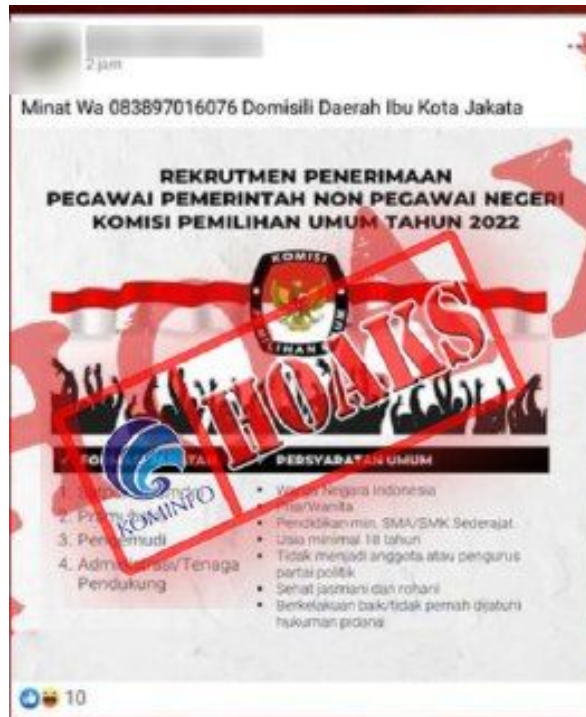 2 jam
Minat Wa 083897016076 Domisili Daerah Ibu Kota Jakata
REKRUTMEN PENERIMAAN
PEGAWAI PEMERINTAH NON PEGAWAI NEGERI
KOMISI PEMILIHAN UMUM TAHUN 2022
KOMISI
PEMILIHAN UMUM
HOAKS
KOMINFO
PERSYARATAN UMUM
3. Pengemudi
4. Administrasi/Tenaga
Pendukung
• Warga Negara Indonesia
• Pria/Wanita
• Pendidikan min. SMA/SMK Sederajat
• Usia minimal 18 tahun
• Tidak menjadi anggota atau pengurus
partai politik
• Sehat jasmani dan rohani
• Berkelakuan baik/tidak pernah dijatuhi
hukuman pidana
10